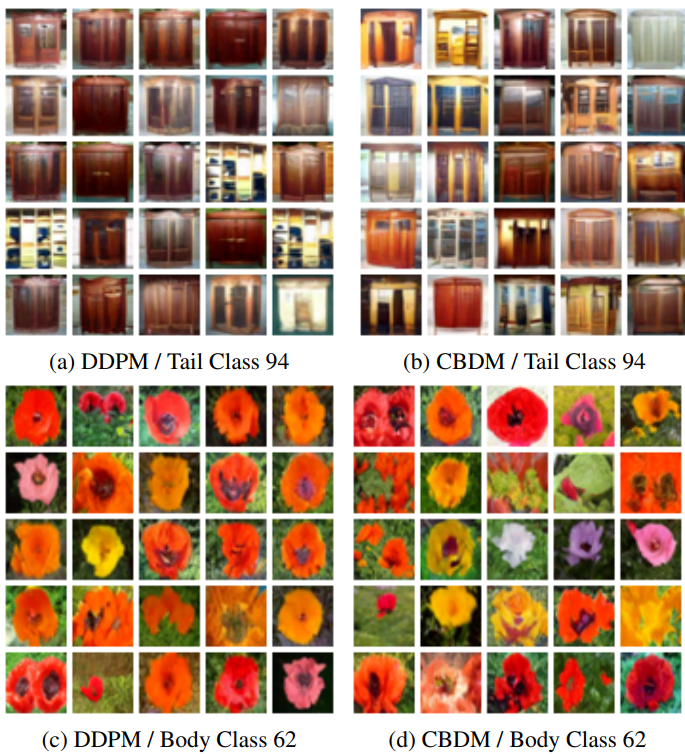 (a) DDPM / Tail Class 94
(b) CBDM / Tail Class 94
(c) DDPM / Body Class 62
(d) CBDM / Body Class 62